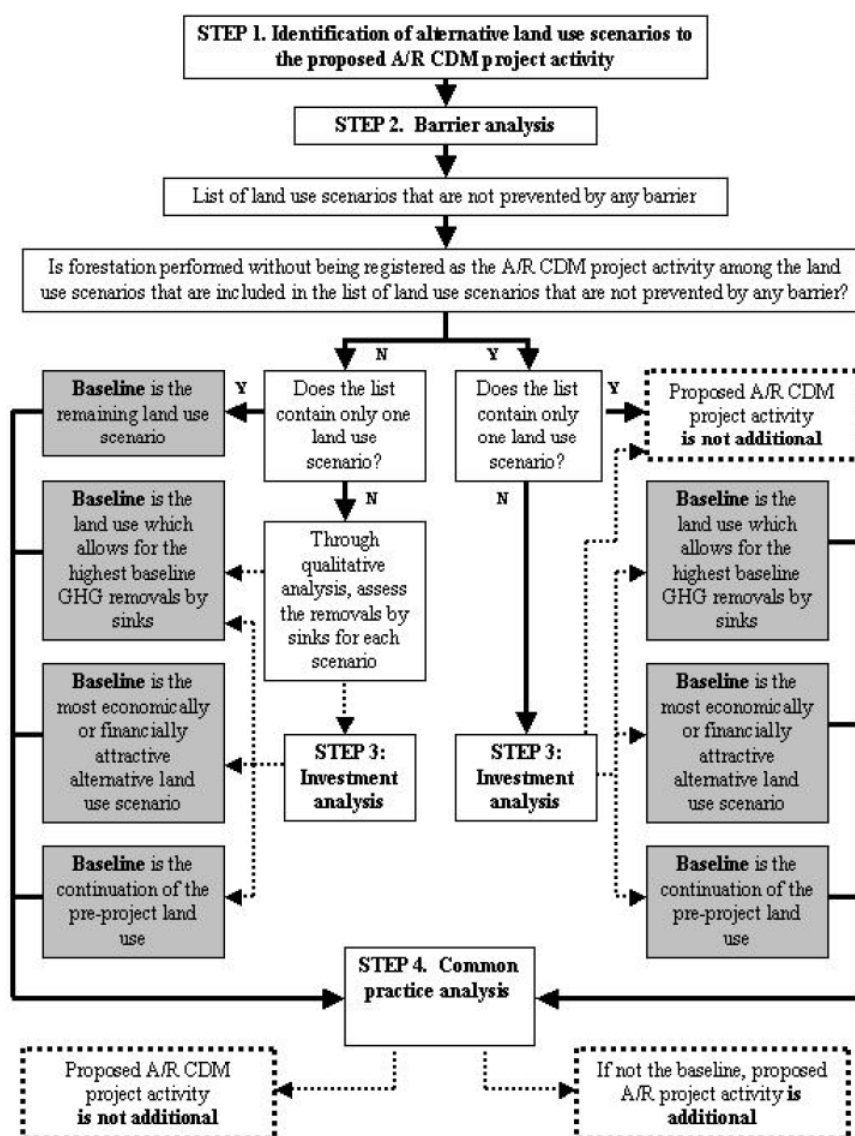 STEP 1. Identification of alternative land use scenarios to
the proposed A/R CDM project activity
STEP 2. Barrier analysis
List of land use scenarios that are not prevented by any barrier
Is forestation performed without being registered as the A/R CDM project activity among the land
use scenarios that are included in the list of land use scenarios that are not prevented by any barrier?
N
Y
Baseline is the
remaining land use
scenario
Y
Does the list
contain only one
land use
scenario?
Does the list
contain only
one land use
scenario?
Y
Proposed A/R CDM
project activity
is not additional
N
N
Baseline is the
land use which
allows for the
highest baseline
GHG removals by
sinks
Through
qualitative
analysis, assess
the removals by
sinks for each
scenario
Baseline is the
land use which
allows for the
highest baseline
GHG removals by
sinks
Baseline is the
most economically
or financially
attractive
alternative land
use scenario
STEP 3:
Investment
analysis
STEP 3:
Investment
analysis
Baseline is the
most economically
or financially
attractive
alternative land
use scenario
Baseline is the
continuation of the
pre-project land
use
Baseline is the
continuation of the
pre-project land
use
STEP 4. Common
practice analysis
Proposed A/R CDM
project activity
is not additional
If not the baseline, proposed
A/R project activity is
additional